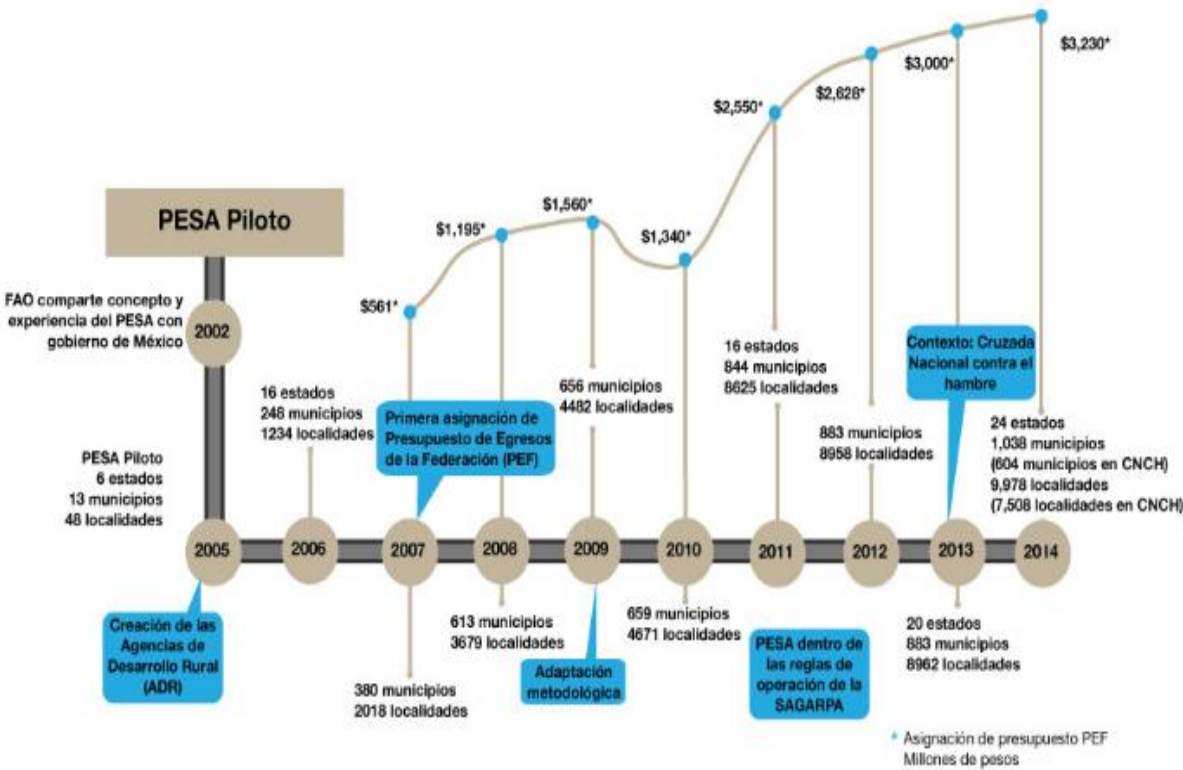 PESA Piloto
FAO comparte concepto y
experiencia del PESA con
gobierno de México
2002
PESA Piloto
6 estados
13 municipios
48 localidades
2005
Creación de las
Agencias de
Desarrollo Rural
(ADR)
16 estados
248 municipios
1234 localidades
2006
$561*
Primera asignación de
Presupuesto de Egresos
de la Federación (PEF)
2007
380 municipios
2018 localidades
$1,195*
2008
613 municipios
3679 localidades
$1,560*
656 municipios
4482 localidades
2009
Adaptación
metodológica
$1,340*
2010
659 municipios
4671 localidades
$2,550*
16 estados
844 municipios
8625 localidades
2011
PESA dentro de
las reglas de
operación de la
SAGARPA
$2,628*
883 municipios
8958 localidades
2012
$3,000*
Contexto: Cruzada
Nacional contra el
hambre
2013
20 estados
883 municipios
8962 localidades
$3,230*
24 estados
1,038 municipios
(604 municipios en CNCH)
9,978 localidades
(7,508 localidades en CNCH)
2014
* Asignación de presupuesto PEF
Millones de pesos